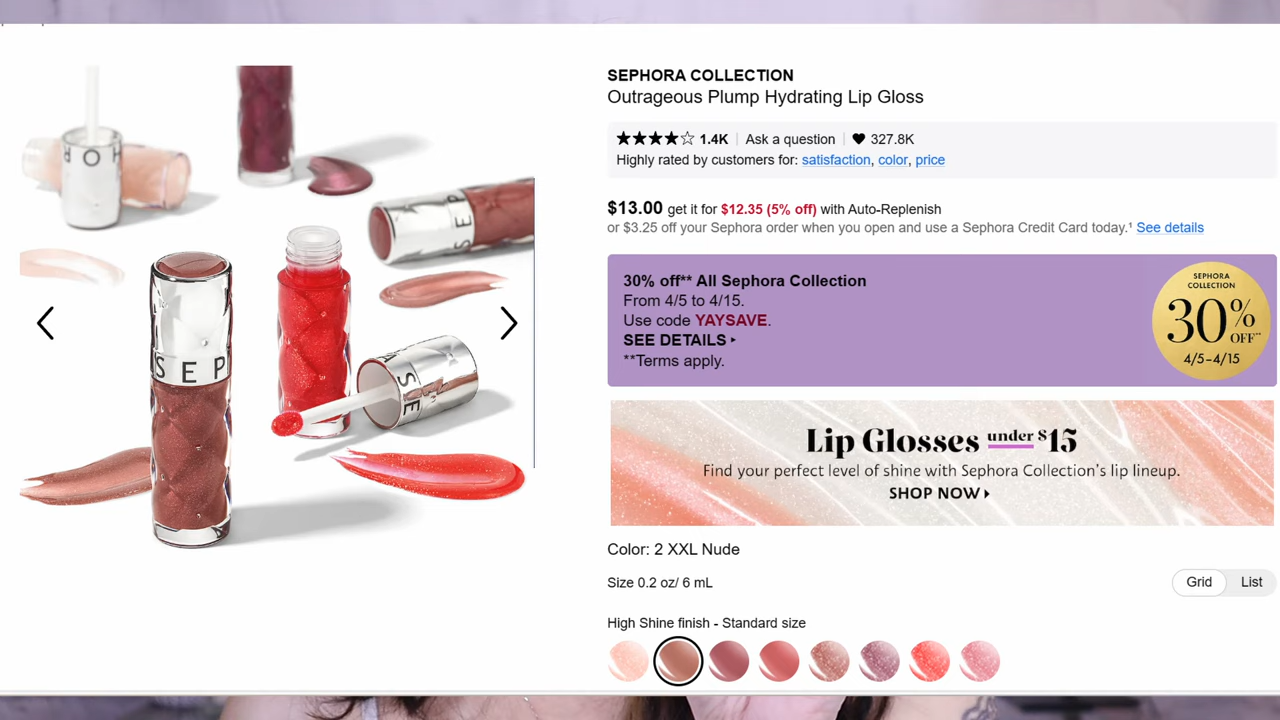 SEPHORA COLLECTION
Outrageous Plump Hydrating Lip Gloss
1.4K | Ask a question | 327.8K
Highly rated by customers for: satisfaction, color, price
$13.00 get it for $12.35 (5% off) with Auto-Replenish
or $3.25 off your Sephora order when you open and use a Sephora Credit Card today.¹ See details
30% off** All Sephora Collection
From 4/5 to 4/15.
Use code YAYSAVE.
SEE DETAILS
**Terms apply.
SEPHORA
COLLECTION
30%
OFF**
4/5–4/15
Lip Glosses under $15
Find your perfect level of shine with Sephora Collection's lip lineup.
SHOP NOW
Color: 2 XXL Nude
Size 0.2 oz/ 6 mL
Grid List
High Shine finish - Standard size
S E P